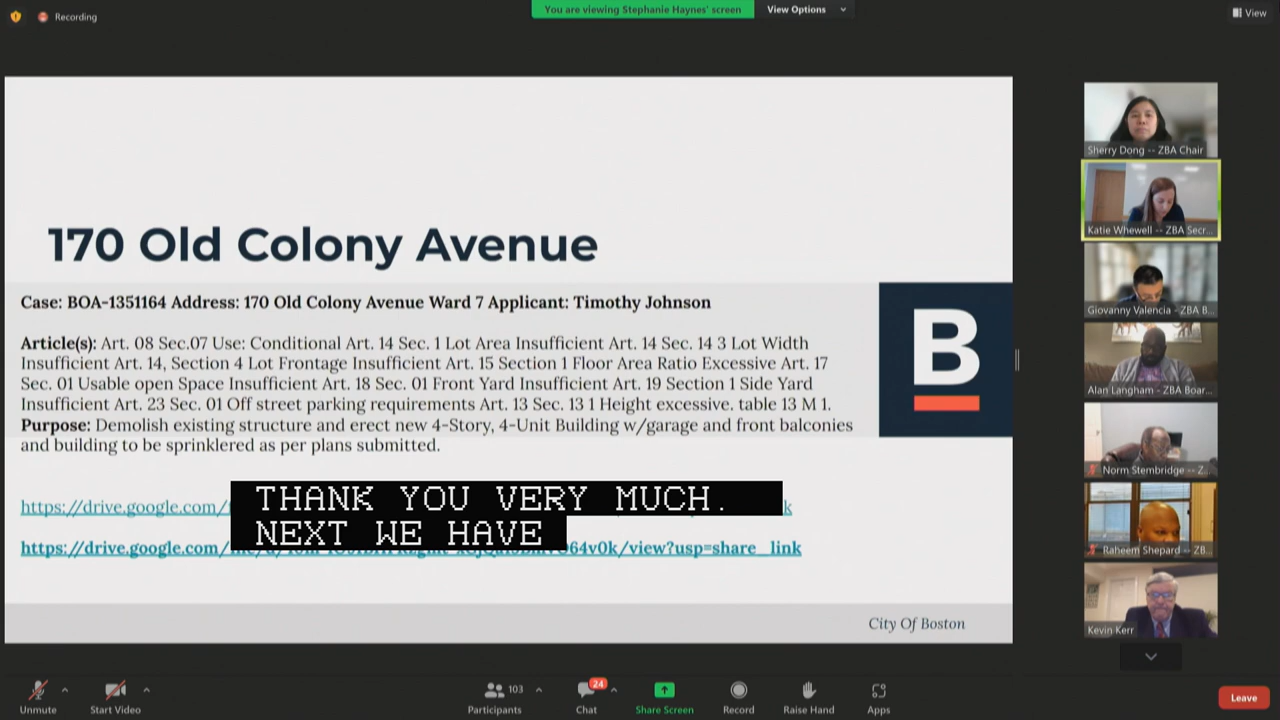 Recording
You are viewing Stephanie Haynes' screen
View Options
View
170 Old Colony Avenue
Case: BOA-1351164 Address: 170 Old Colony Avenue Ward 7 Applicant: Timothy Johnson
Article(s): Art. 08 Sec.07 Use: Conditional Art. 14 Sec. 1 Lot Area Insufficient Art. 14 Sec. 14 3 Lot Width
Insufficient Art. 14, Section 4 Lot Frontage Insufficient Art. 15 Section 1 Floor Area Ratio Excessive Art. 17
Sec. 01 Usable open Space Insufficient Art. 18 Sec. 01 Front Yard Insufficient Art. 19 Section 1 Side Yard
Insufficient Art. 23 Sec. 01 Off street parking requirements Art. 13 Sec. 13 1 Height excessive. table 13 M 1.
Purpose: Demolish existing structure and erect new 4-Story, 4-Unit Building w/garage and front balconies
and building to be sprinklered as per plans submitted.
B
https://drive.google.com/
k
THANK YOU VERY MUCH.
NEXT WE HAVE
https://drive.google.com/
64v0k/view?usp=share_link
City Of Boston
Sherry Dong -- ZBA Chair
Katie Whewell -- ZBA Secr...
Giovanny Valencia - ZBA B...
Alan Langham - ZBA Boar...
Norm Stembridge -- Z...
Raheem Shepard -- ZB...
Kevin Kerr
Unmute
Start Video
103
Participants
24
Chat
Share Screen
Record
Raise Hand
Apps
Leave